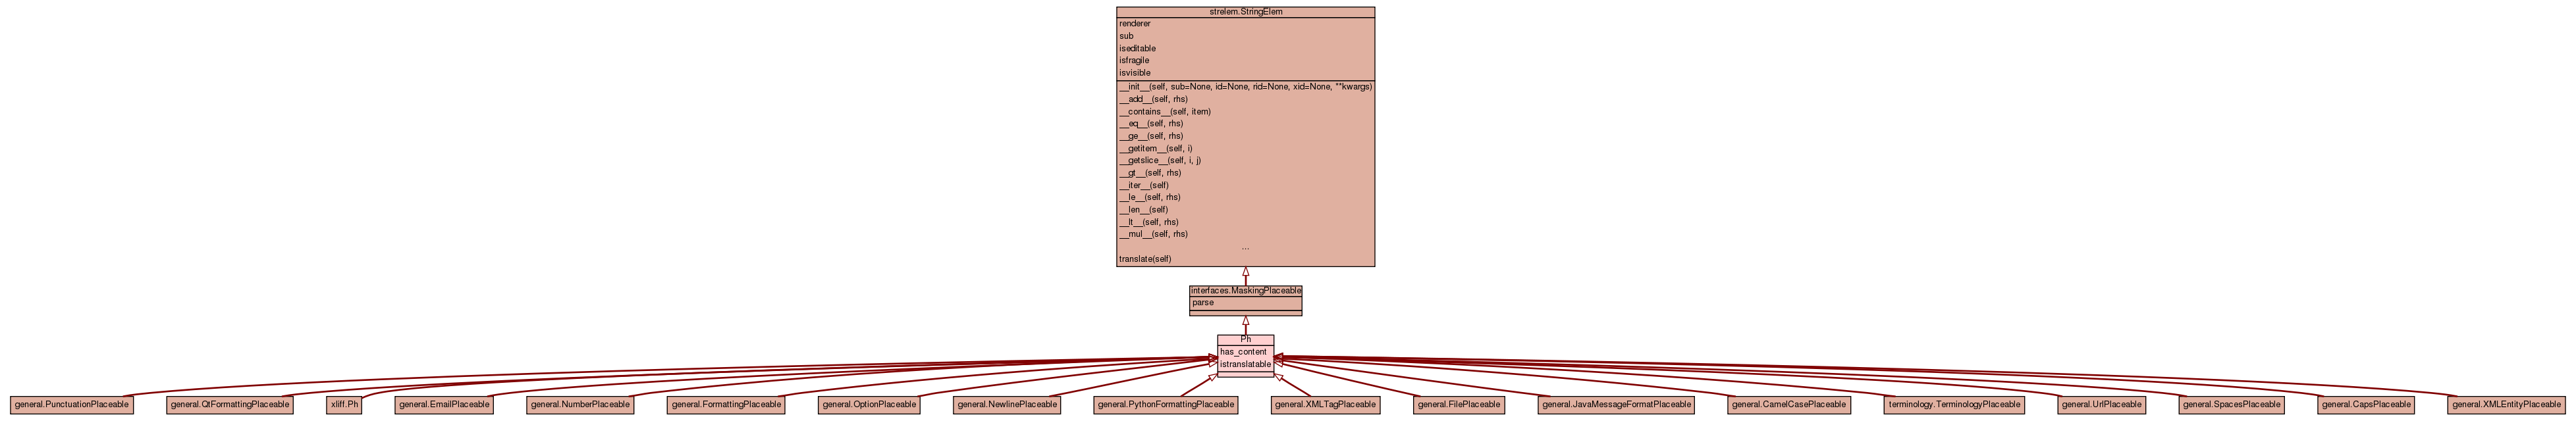 strelem.StringElem
renderer
sub
iseditable
isfragile
isvisible
__init__(self, sub=None, id=None, rid=None, xid=None, **kwargs)
__add__(self, rhs)
__contains__(self, item)
__eq__(self, rhs)
__ge__(self, rhs)
__getitem__(self, i)
__getslice__(self, i, j)
__gt__(self, rhs)
__iter__(self)
__le__(self, rhs)
__len__(self)
__lt__(self, rhs)
__mul__(self, rhs)
...
translate(self)
interfaces.MaskingPlaceable
parse
Ph
has_content
istranslatable
general.PunctuationPlaceable
general.QtFormattingPlaceable
xliff.Ph
general.EmailPlaceable
general.NumberPlaceable
general.FormattingPlaceable
general.OptionPlaceable
general.NewlinePlaceable
general.PythonFormattingPlaceable
general.XMLTagPlaceable
general.FilePlaceable
general.JavaMessageFormatPlaceable
general.CamelCasePlaceable
terminology.TerminologyPlaceable
general.UrlPlaceable
general.SpacesPlaceable
general.CapsPlaceable
general.XMLEntityPlaceable